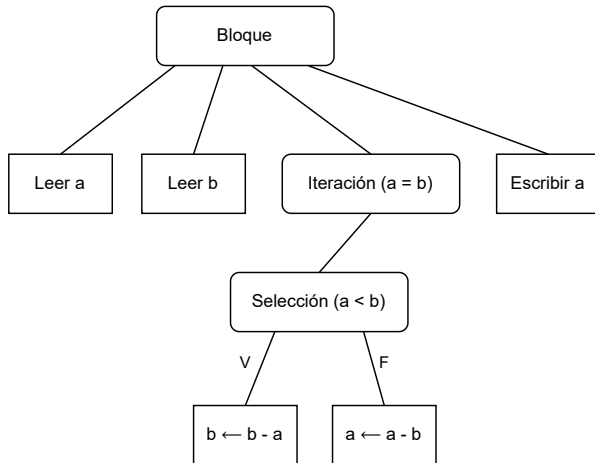 Bloque
Leer a
Leer b
Iteración (a = b)
Escribir a
Selección (a < b)
V
F
b ← b - a
a ← a - b